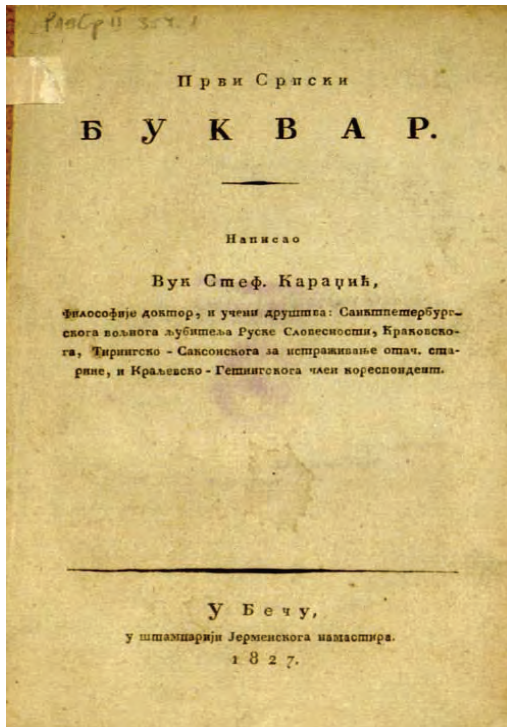 Први Српски
БУКВАР.
Написао
Вук Стеф. Караџић,
Философије доктор, и учени друштва: Санктпетербург-
скога вољнога љубитеља Руске Словесности, Краковско-
га, Тирингско - Саксонскога за истраживање отач. ста-
рине, и Краљевско - Гетингскога член кореспондент.
У Бечу,
у штампарији Јерменскога намастира.
1827.